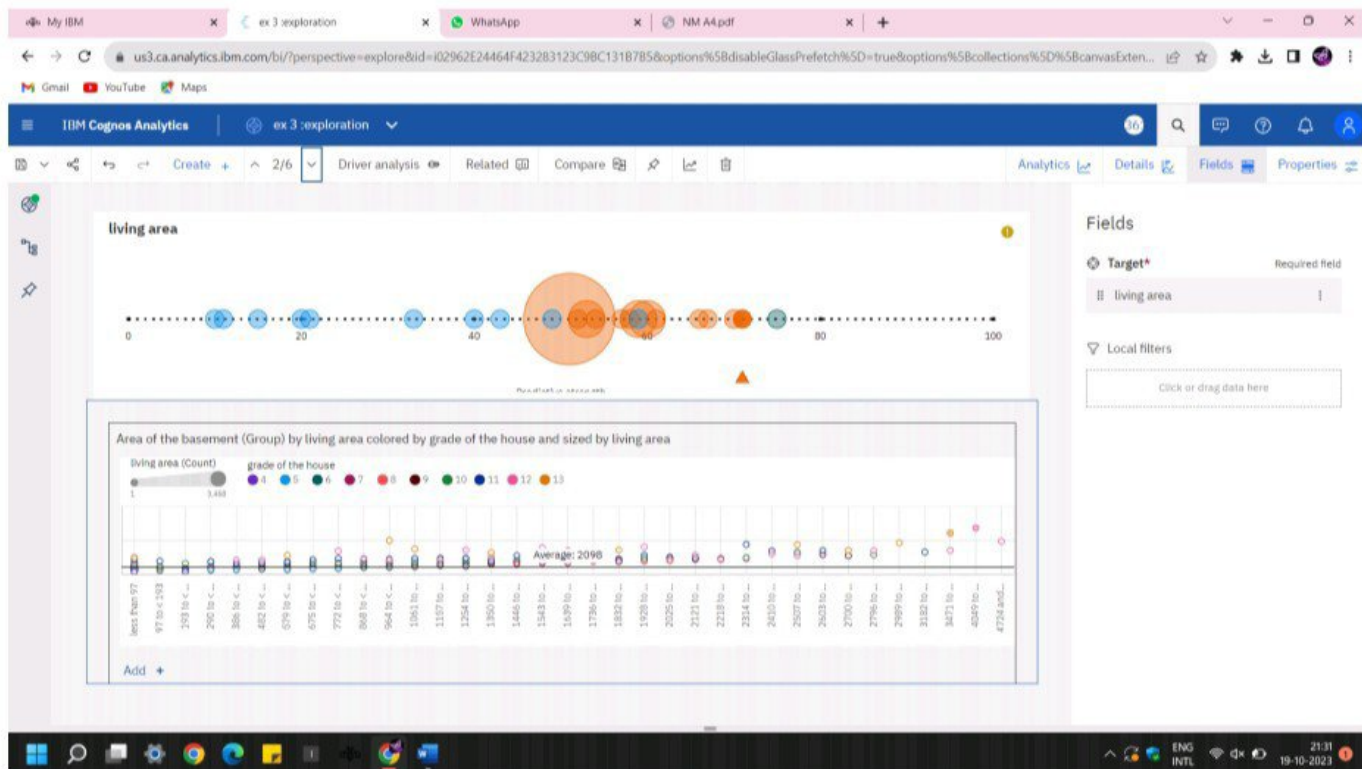 My IBM
ex 3 :exploration
WhatsApp
NM A4.pdf
us3.ca.analytics.ibm.com/bi/?perspective=explore&id=i02962E24464F423283123C9BC131B7B5&options%5BdisableGlassPrefetch%5D=true&options%5Bcollections%5D%5BcanvasExten...
Gmail YouTube Maps
IBM Cognos Analytics
ex 3 :exploration
36
Create + 2/6 Driver analysis Related Compare
Analytics Details Fields Properties
living area
0 20 40 60 80 100
Predictive strength
Fields
Target* Required field
living area
Local filters
Click or drag data here
Area of the basement (Group) by living area colored by grade of the house and sized by living area
living area (Count) grade of the house
4 5 6 7 8 9 10 11 12 13
1
Average: 2098
less than 97
97 to < 193
193 to < ...
290 to < ...
386 to < ...
482 to < ...
579 to < ...
675 to < ...
772 to < ...
868 to < ...
964 to < ...
1061 to ...
1157 to ...
1254 to ...
1350 to ...
1446 to ...
1543 to ...
1639 to ...
1736 to ...
1832 to ...
1928 to ...
2025 to ...
2121 to ...
2218 to ...
2314 to ...
2410 to ...
2507 to ...
2603 to ...
2700 to ...
2796 to ...
2989 to ...
3182 to ...
3471 to ...
4049 to ...
4724 and...
Add +
ENG
INTL
21:31
19-10-2023
1